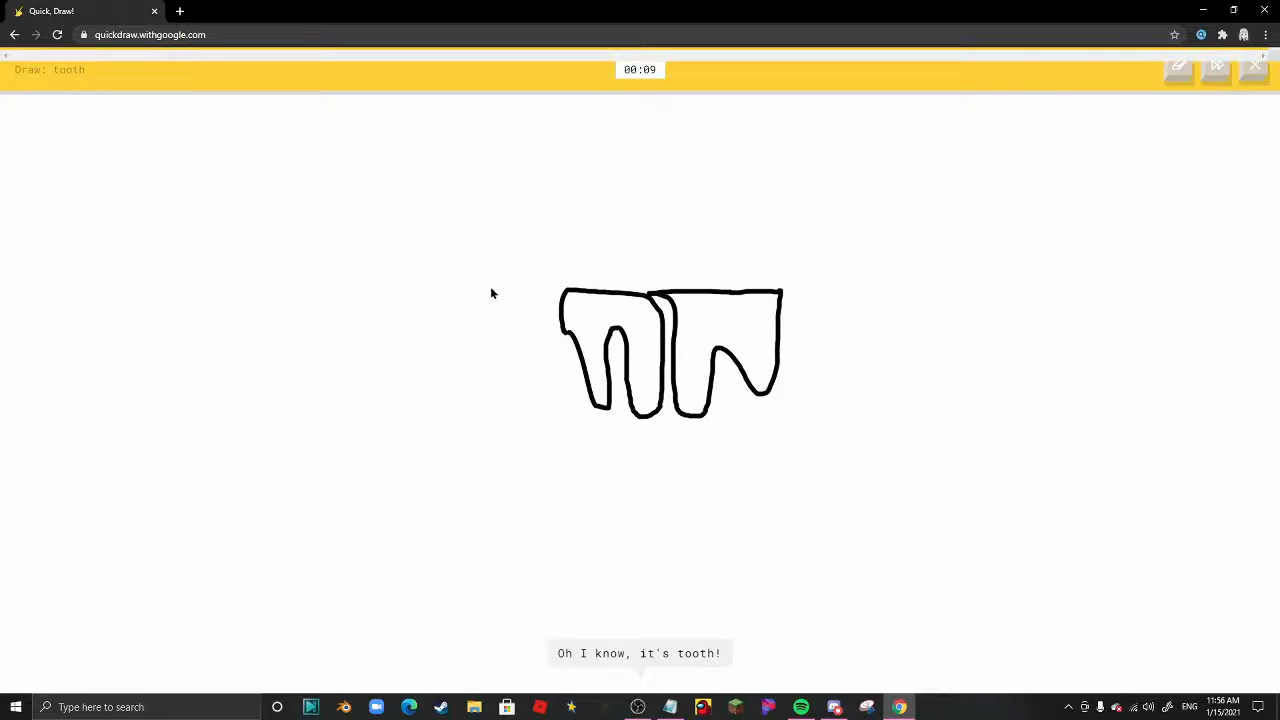 Quick, Draw!
quickdraw.withgoogle.com
Draw: tooth
00:09
Oh I know, it's tooth!
Type here to search
ENG
11:56 AM
1/15/2021